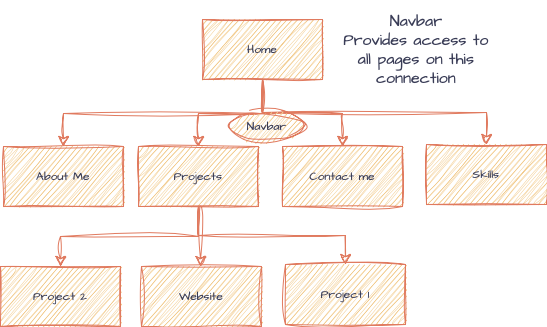 Navbar
Provides access to
all pages on this
connection
Home
Navbar
About Me
Projects
Contact me
Skills
Project 2
Website
Project 1